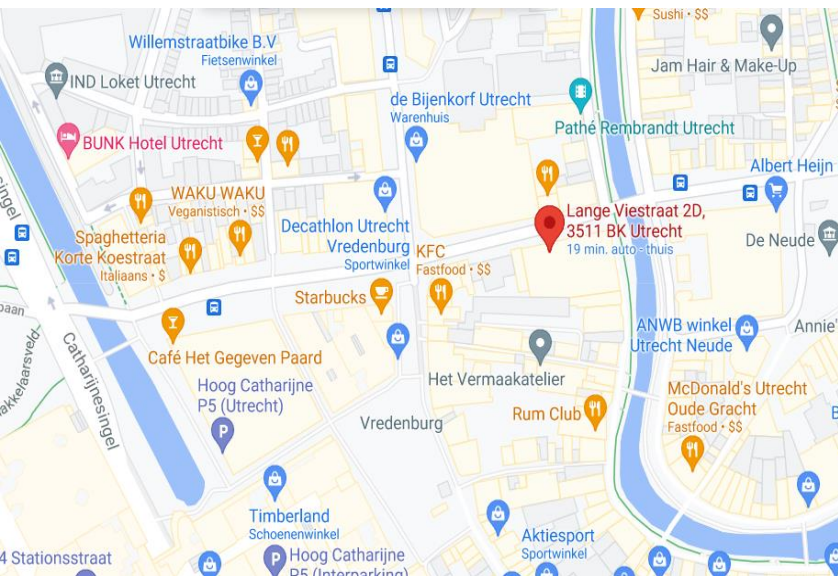 Sushi • $$
Willemstraatbike B.V
Fietsenwinkel
Jam Hair & Make-Up
IND Loket Utrecht
de Bijenkorf Utrecht
Warenhuis
Pathé Rembrandt Utrecht
BUNK Hotel Utrecht
Albert Heijn
WAKU WAKU
Veganistisch • $$
Lange Viestraat 2D,
3511 BK Utrecht
19 min. auto - thuis
Decathlon Utrecht
Vredenburg
Sportwinkel
Spaghetteria
Korte Koestraat
Italiaans • $
De Neude
KFC
Fastfood • $$
Starbucks
ANWB winkel
Utrecht Neude
Annie'
Café Het Gegeven Paard
Catharijnesingel
Het Vermaakatelier
Hoog Catharijne
P5 (Utrecht)
P
McDonald's Utrecht
Oude Gracht
Fastfood • $$
Rum Club
Vredenburg
Timberland
Schoenenwinkel
Aktiesport
Sportwinkel
4 Stationsstraat
P
Hoog Catharijne
P5 (Interparking)